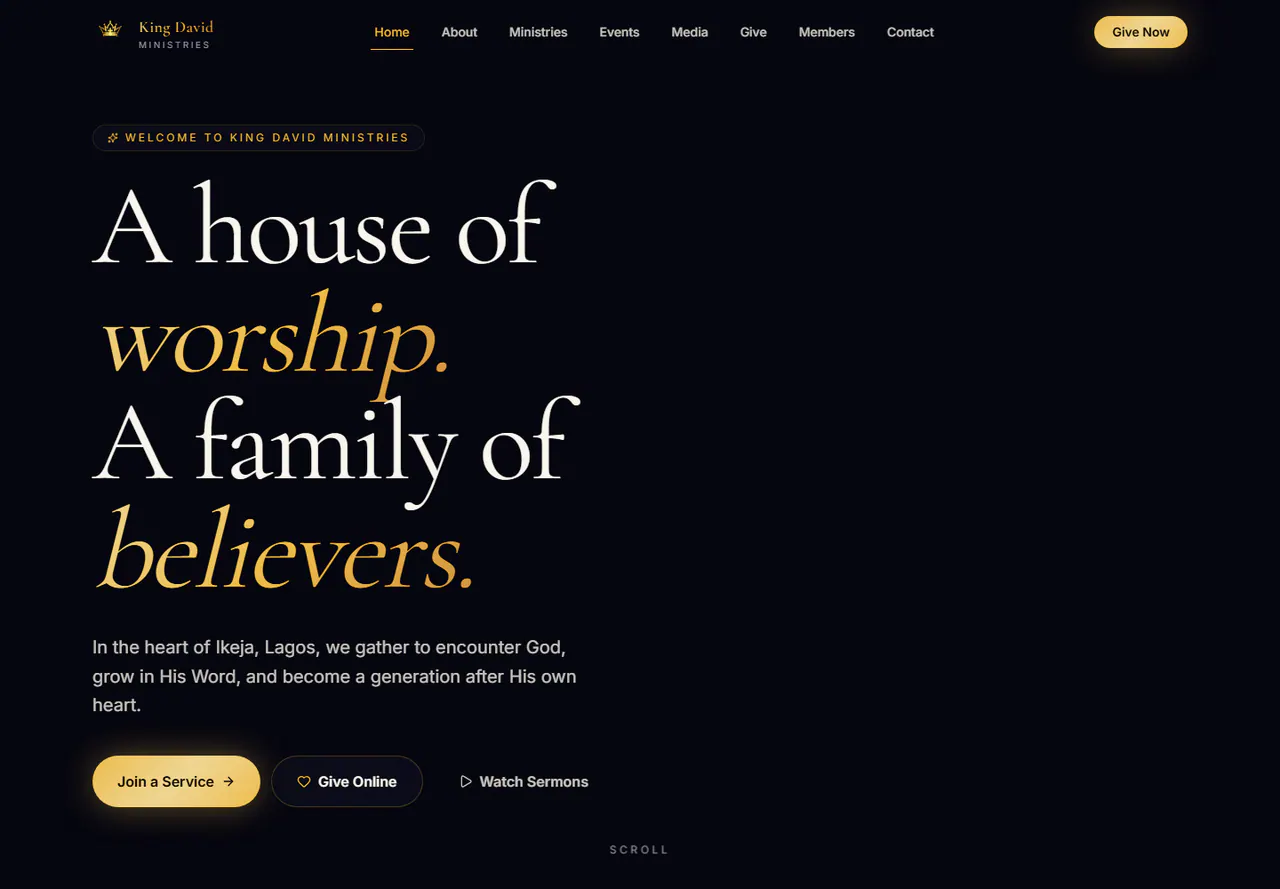 King David
MINISTRIES
Home
About
Ministries
Events
Media
Give
Members
Contact
Give Now
WELCOME TO KING DAVID MINISTRIES
A house of
worship.
A family of
believers.
In the heart of Ikeja, Lagos, we gather to encounter God,
grow in His Word, and become a generation after His own
heart.
Join a Service →
Give Online
Watch Sermons
SCROLL